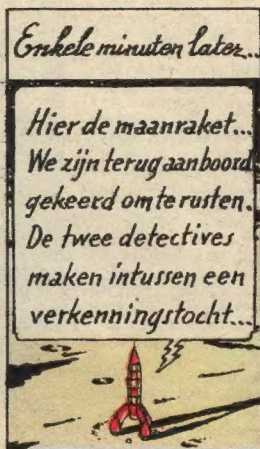 Enkele minuten later...
Hier de maanraket...
We zijn terug aan boord
gekeerd om te rusten.
De twee detectives
maken intussen een
verkenningstocht...